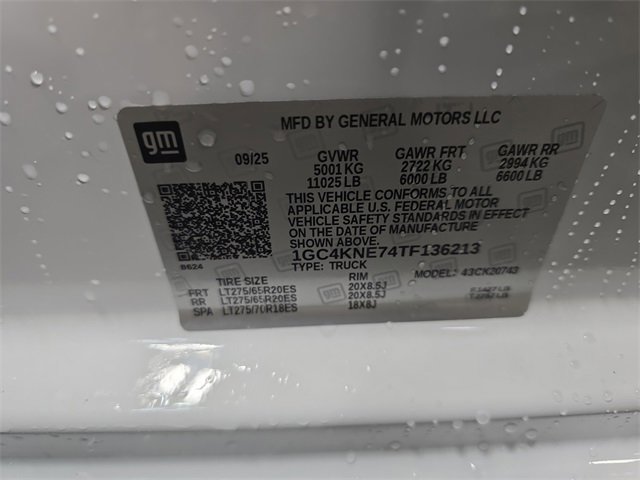 MFD BY GENERAL MOTORS LLC
gm
09/25 GVWR GAWR FRT GAWR RR
5001 KG 2722 KG 2994 KG
11025 LB 6000 LB 6600 LB
THIS VEHICLE CONFORMS TO ALL
APPLICABLE U.S. FEDERAL MOTOR
VEHICLE SAFETY STANDARDS IN EFFECT
ON THE DATE OF MANUFACTURE
SHOWN ABOVE.
1GC4KNE74TF136213
TYPE: TRUCK MODEL: 43CK20743
TIRE SIZE RIM
FRT LT275/65R20ES 20X8.5J
RR LT275/65R20ES 20X8.5J
SPA LT275/70R18ES 18X8J